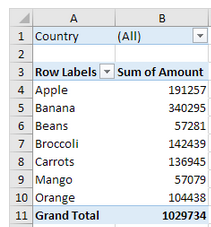 A B
1 Country (All)
2
3 Row Labels Sum of Amount
4 Apple 191257
5 Banana 340295
6 Beans 57281
7 Broccoli 142439
8 Carrots 136945
9 Mango 57079
10 Orange 104438
11 Grand Total 1029734